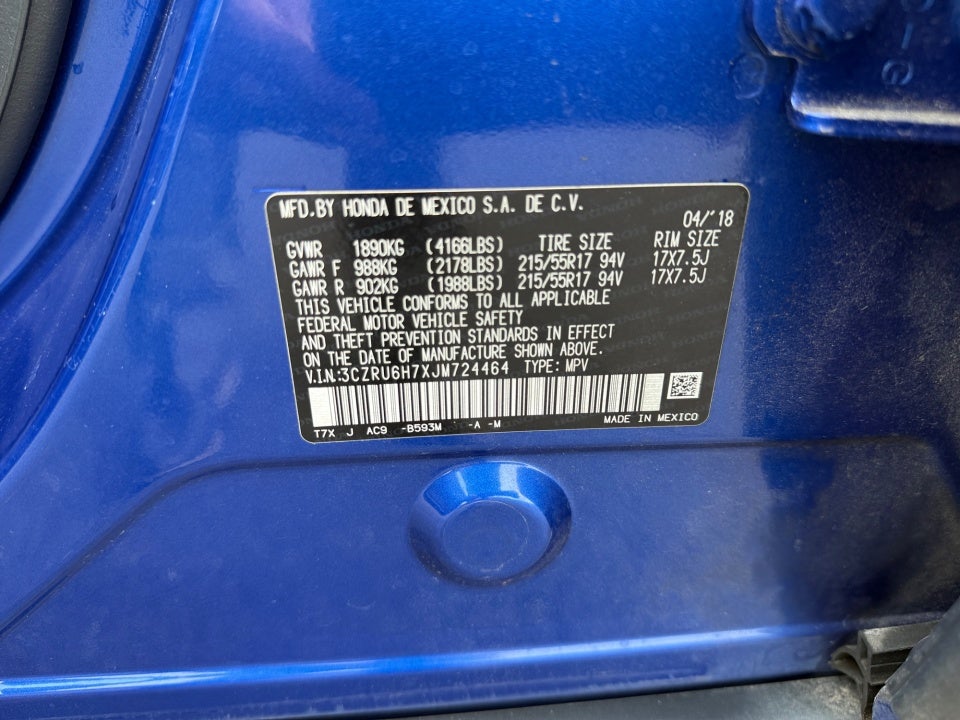 MFD.BY HONDA DE MEXICO S.A. DE C.V.
04/'18
GVWR 1890KG (4166LBS) TIRE SIZE RIM SIZE
GAWR F 988KG (2178LBS) 215/55R17 94V 17X7.5J
GAWR R 902KG (1988LBS) 215/55R17 94V 17X7.5J
THIS VEHICLE CONFORMS TO ALL APPLICABLE
FEDERAL MOTOR VEHICLE SAFETY
AND THEFT PREVENTION STANDARDS IN EFFECT
ON THE DATE OF MANUFACTURE SHOWN ABOVE.
V.I.N.:3CZRU6H7XJM724464 TYPE: MPV
T7X J AC9 -B593M -A -M MADE IN MEXICO